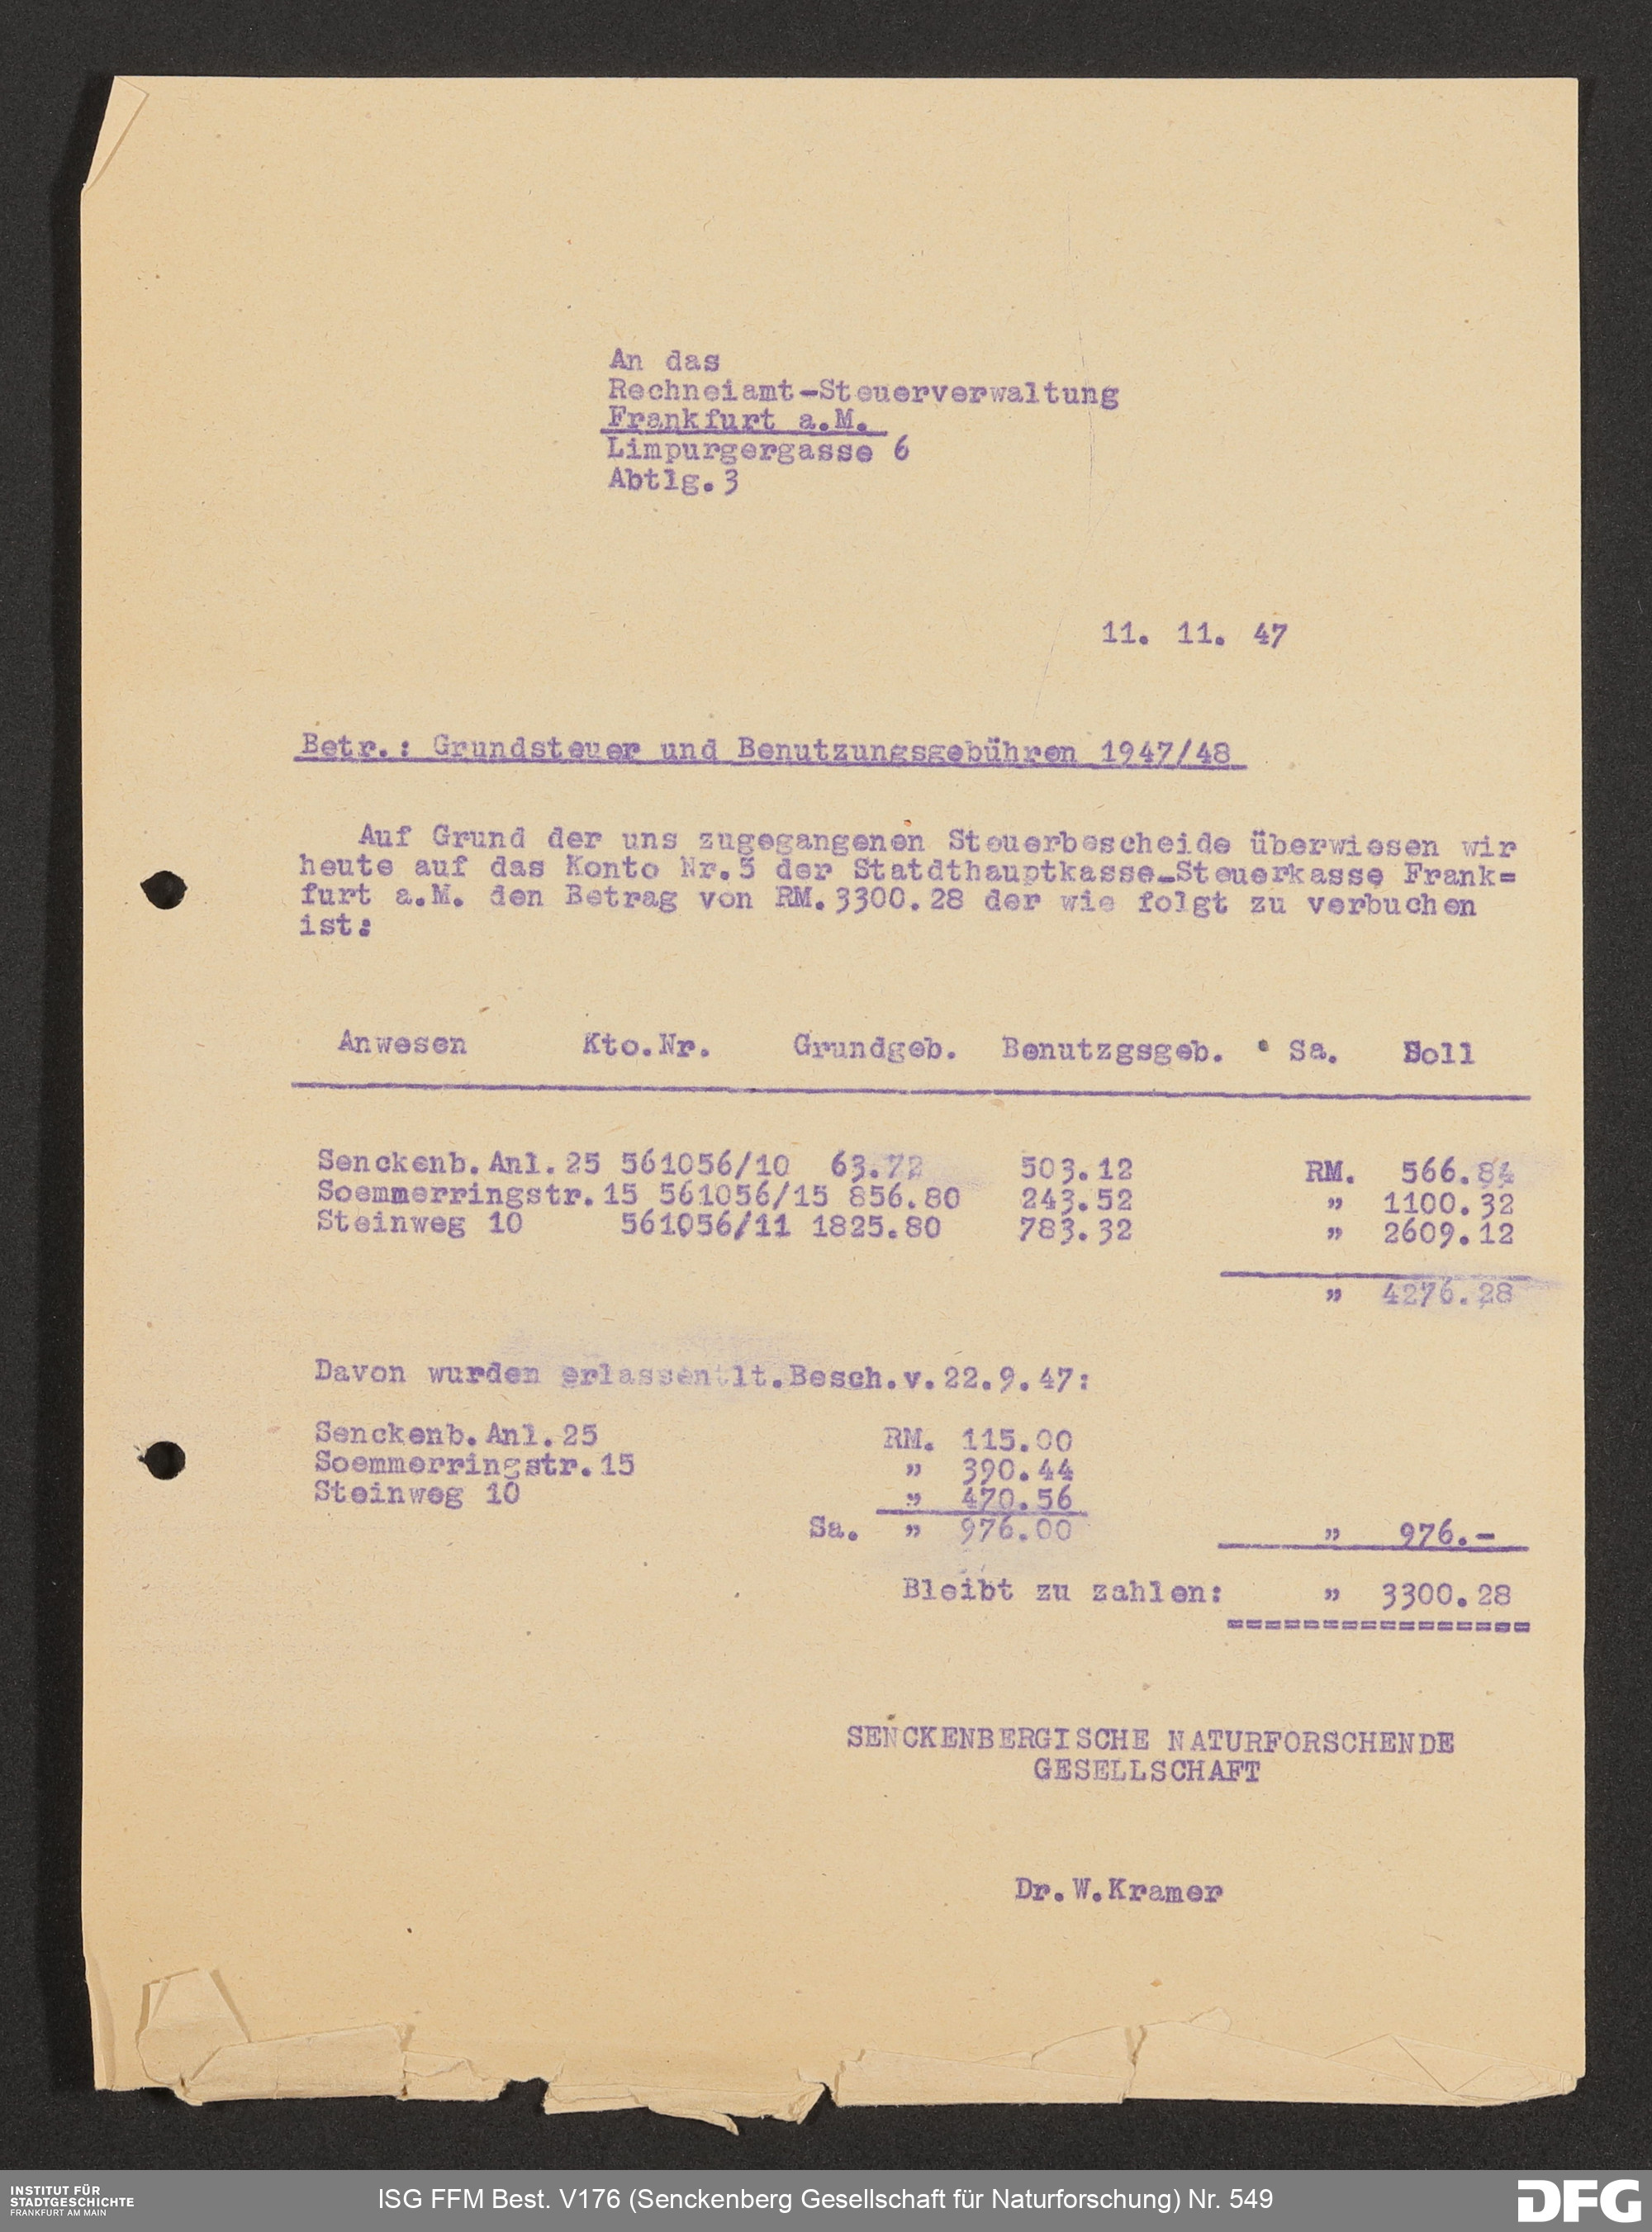 An das
Rechneiamt-Steuerverwaltung
Frankfurt a.M.
Limpurgergasse 6
Abtlg.3
11. 11. 47
Betr.: Grundsteuer und Benutzungsgebühren 1947/48
Auf Grund der uns zugegangenen Steuerbescheide überwiesen wir
heute auf das Konto Nr.5 der Statdthauptkasse-Steuerkasse Frank=
furt a.M. den Betrag von RM.3300.28 der wie folgt zu verbuchen
ist:
Anwesen Kto.Nr. Grundgeb. Benutzgsgeb. Sa. Soll
Senckenb.Anl.25 561056/10 63.72 503.12 RM. 566.84
Soemmerringstr.15 561056/15 856.80 243.52 " 1100.32
Steinweg 10 561056/11 1825.80 783.32 " 2609.12
" 4276.28
Davon wurden erlassen lt.Besch.v.22.9.47:
Senckenb.Anl.25 RM. 115.00
Soemmerringstr.15 " 390.44
Steinweg 10 " 470.56
Sa. " 976.00 " 976.-
Bleibt zu zahlen: " 3300.28
================
SENCKENBERGISCHE NATURFORSCHENDE
GESELLSCHAFT
Dr.W.Kramer
INSTITUT FÜR
STADTGESCHICHTE
FRANKFURT AM MAIN
ISG FFM Best. V176 (Senckenberg Gesellschaft für Naturforschung) Nr. 549
DFG